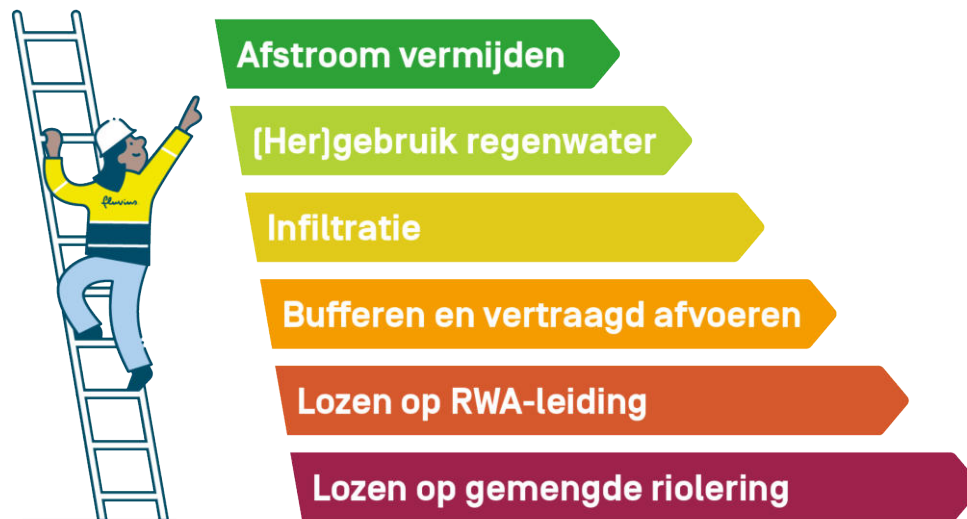 Afstroom vermijden
(Her)gebruik regenwater
fluvius
Infiltratie
Bufferen en vertraagd afvoeren
Lozen op RWA-leiding
Lozen op gemengde riolering